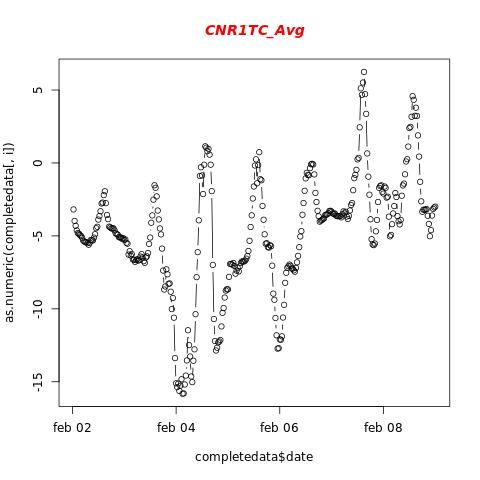 CNR1TC_Avg
as.numeric(completedata[, i])
5
0
-5
-10
-15
feb 02
feb 04
feb 06
feb 08
completedata$date